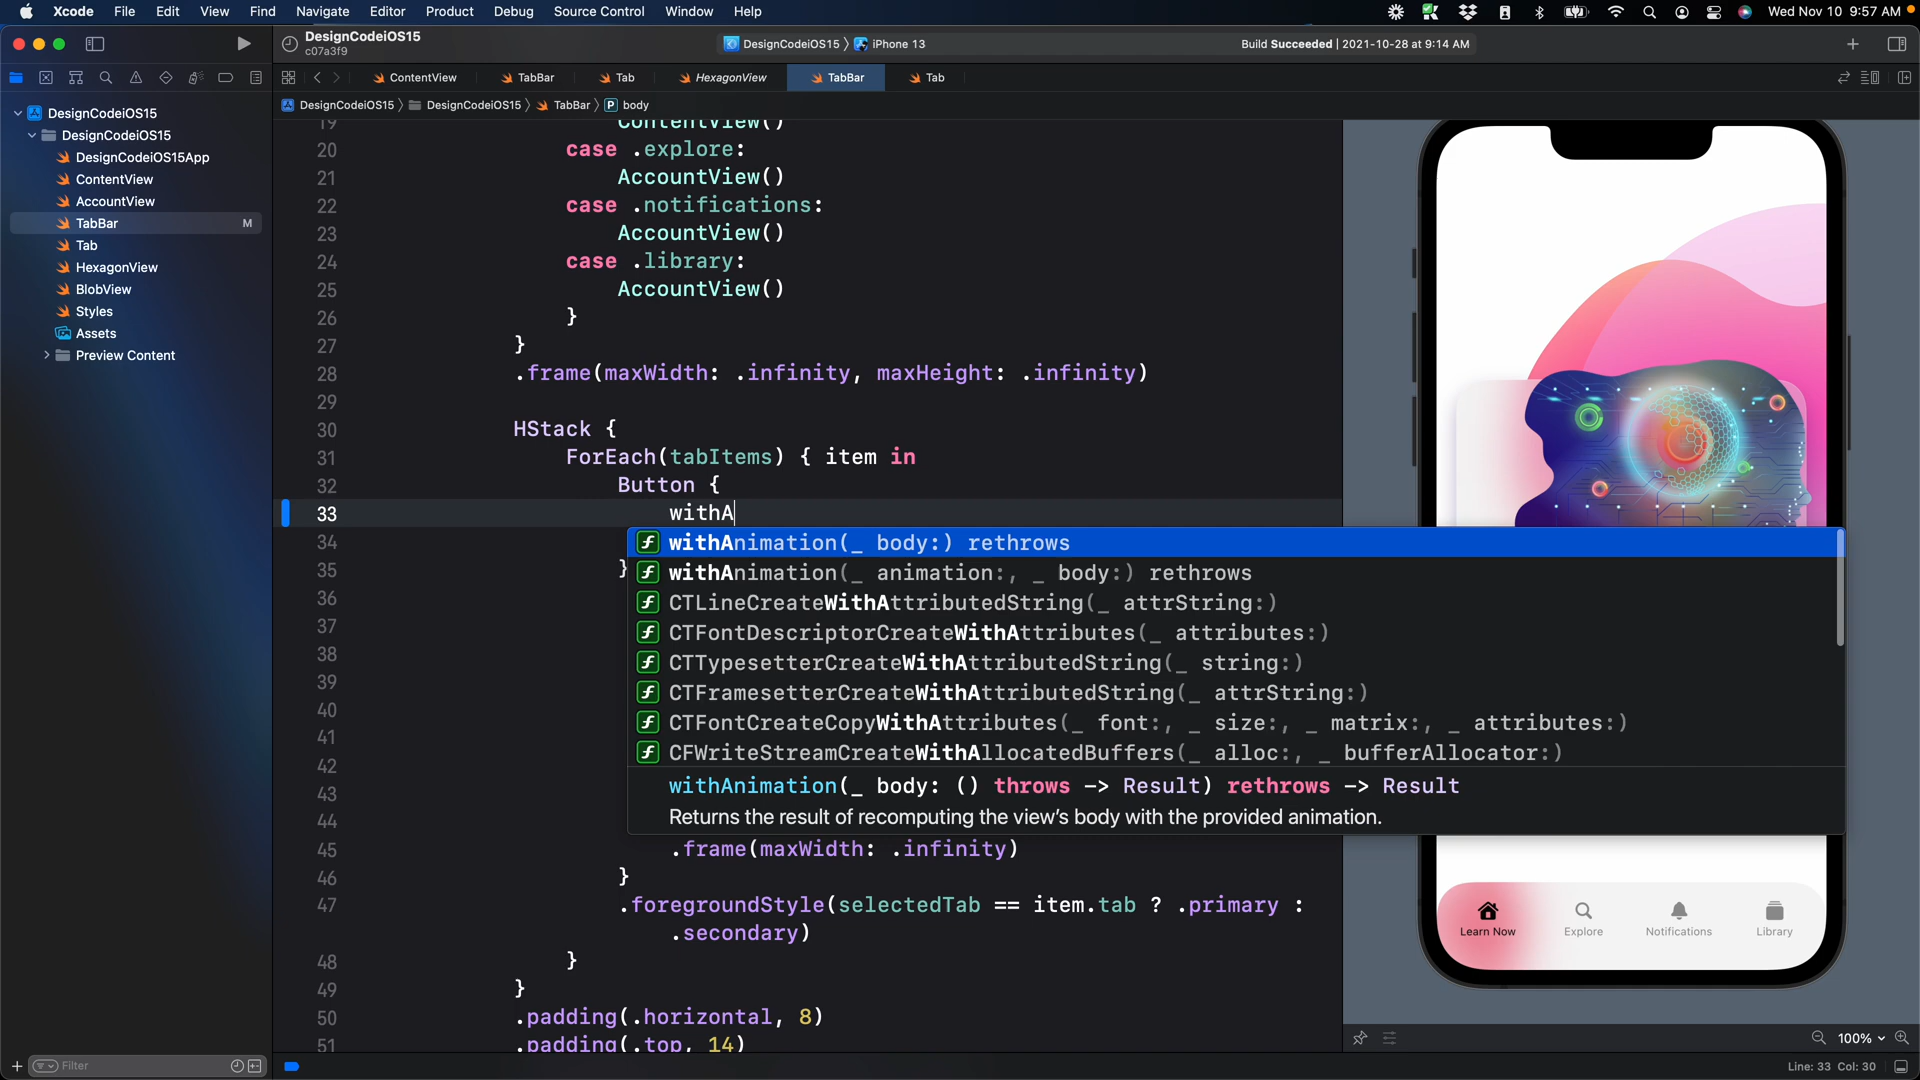 Xcode File Edit View Find Navigate Editor Product Debug Source Control Window Help Wed Nov 10 9:57 AM
DesignCodeiOS15
c07a3f9
DesignCodeiOS15 iPhone 13
Build Succeeded | 2021-10-28 at 9:14 AM
ContentView TabBar Tab HexagonView TabBar Tab
DesignCodeiOS15 DesignCodeiOS15 TabBar P body
DesignCodeiOS15
DesignCodeiOS15
DesignCodeiOS15App
ContentView
AccountView
TabBar M
Tab
HexagonView
BlobView
Styles
Assets
Preview Content
Filter
19 ContentView()
20 case .explore:
21 AccountView()
22 case .notifications:
23 AccountView()
24 case .library:
25 AccountView()
26 }
27 }
28 .frame(maxWidth: .infinity, maxHeight: .infinity)
29
30 HStack {
31 ForEach(tabItems) { item in
32 Button {
33 withA
34
35 }
36
37
38
39
40
41
42
43
44
45 .frame(maxWidth: .infinity)
46 }
47 .foregroundStyle(selectedTab == item.tab ? .primary :
.secondary)
48 }
49 }
50 .padding(.horizontal, 8)
51 .padding(.top, 14)
f withAnimation(_ body:) rethrows
f withAnimation(_ animation:, _ body:) rethrows
f CTLineCreateWithAttributedString(_ attrString:)
f CTFontDescriptorCreateWithAttributes(_ attributes:)
f CTTypesetterCreateWithAttributedString(_ string:)
f CTFramesetterCreateWithAttributedString(_ attrString:)
f CTFontCreateCopyWithAttributes(_ font:, _ size:, _ matrix:, _ attributes:)
f CFWriteStreamCreateWithAllocatedBuffers(_ alloc:, _ bufferAllocator:)
withAnimation(_ body: () throws -> Result) rethrows -> Result
Returns the result of recomputing the view's body with the provided animation.
Learn Now Explore Notifications Library
100%
Line: 33 Col: 30